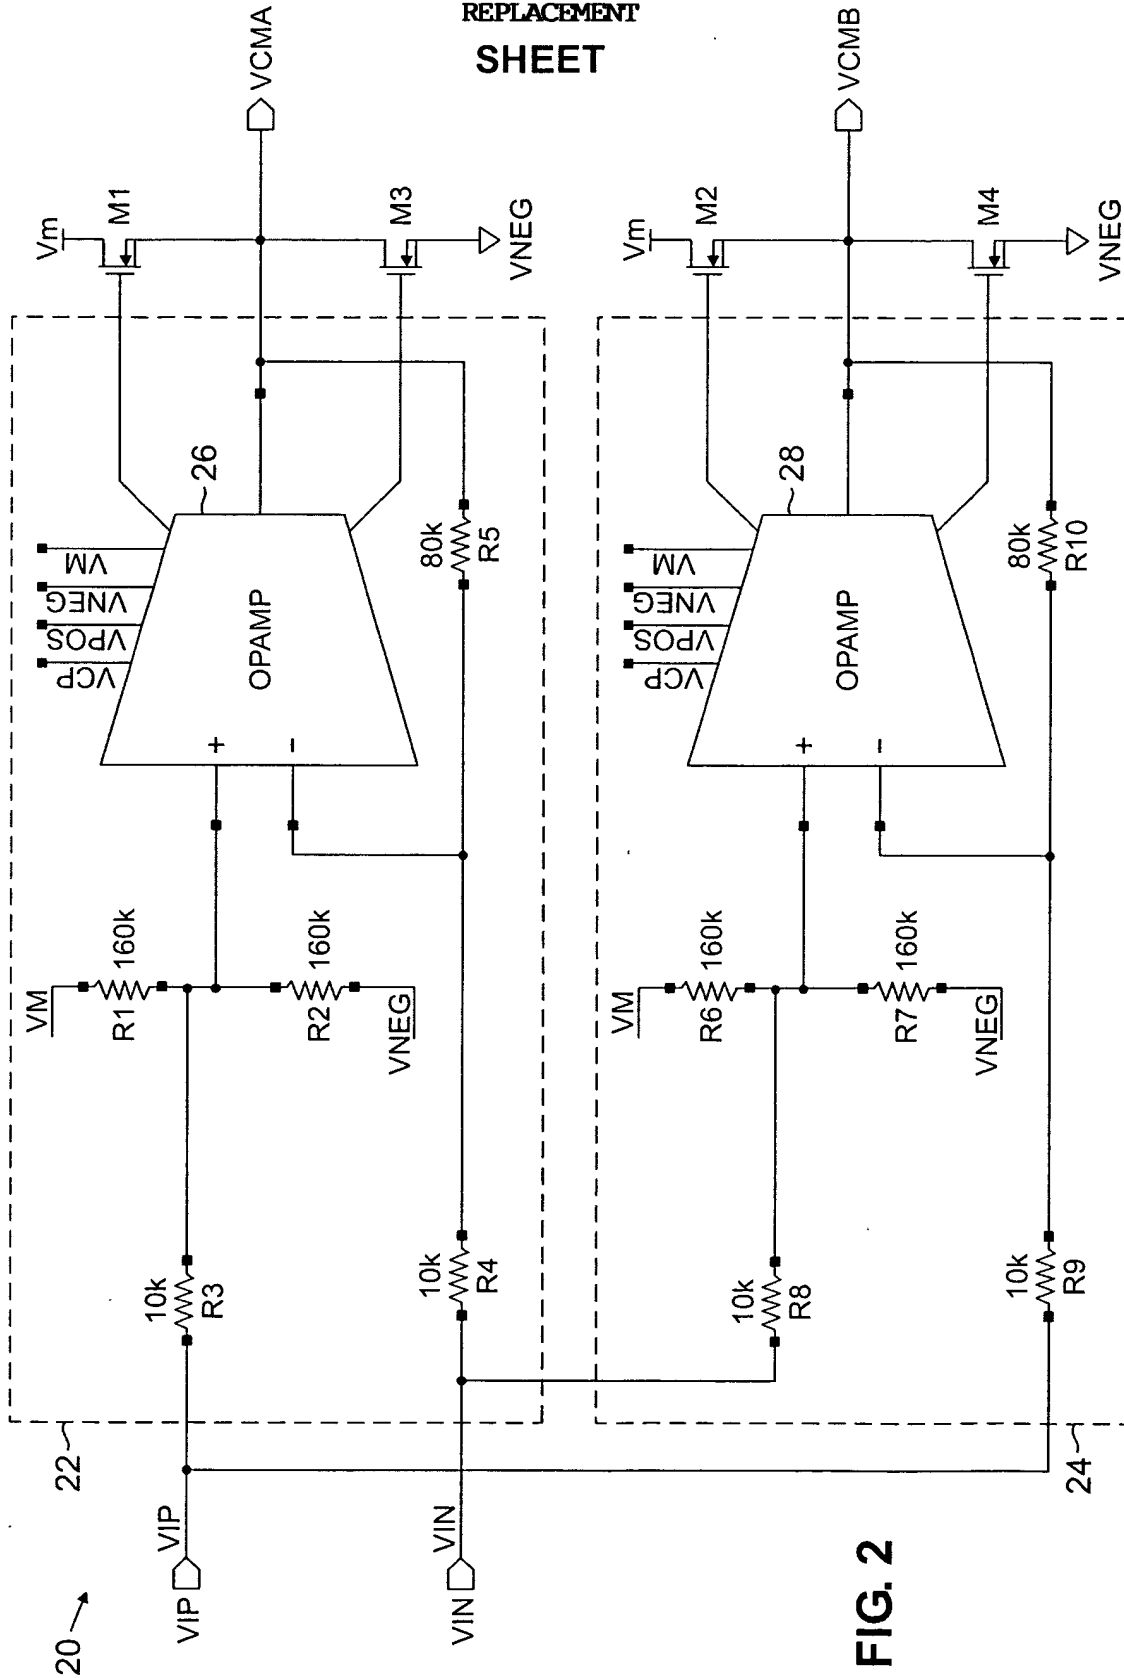 REPLACEMENT
SHEET
20
22
VIP
VIP
VIN
VIN
10k
R3
10k
R4
VM
R1
160k
R2
160k
VNEG
+
−
OPAMP
26
VCP
VPOS
VNEG
VM
80k
R5
Vm
M1
M3
VNEG
VCMA
24
10k
R8
10k
R9
VM
R6
160k
R7
160k
VNEG
+
−
OPAMP
28
VCP
VPOS
VNEG
VM
80k
R10
Vm
M2
M4
VNEG
VCMB
FIG. 2